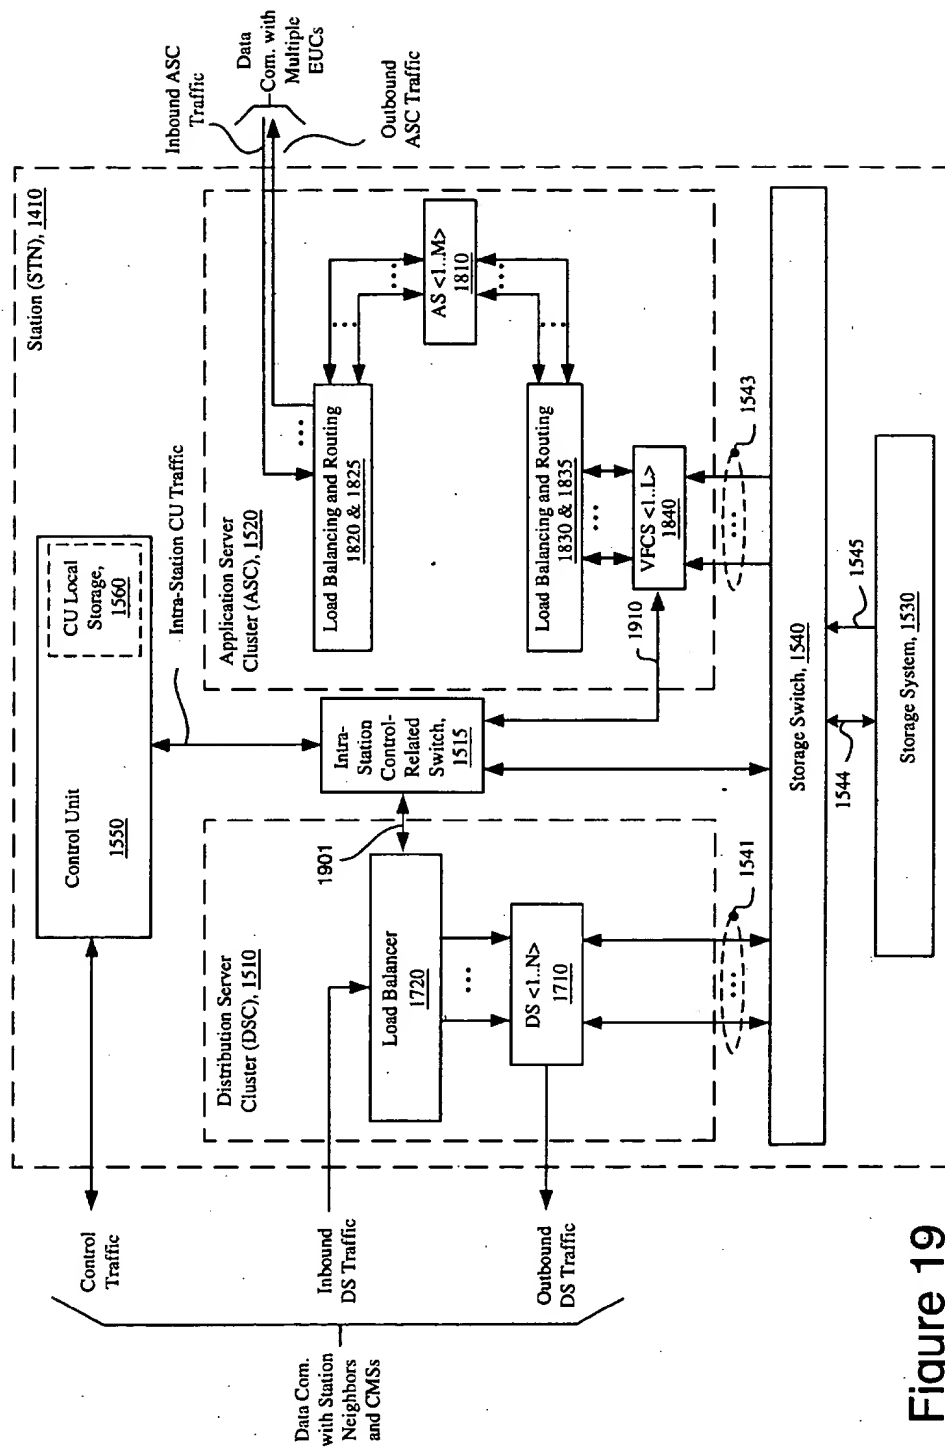 Station (STN), 1410
Control Unit
1550
CU Local
Storage,
1560
Control
Traffic
Intra-Station CU Traffic
Data Com.
with Station
Neighbors
and CMSs
Inbound
DS Traffic
Outbound
DS Traffic
Distribution Server
Cluster (DSC), 1510
Load Balancer
1720
...
DS <1..N>
1710
1901
Intra-
Station
Control-
Related
Switch,
1515
Application Server
Cluster (ASC), 1520
Load Balancing and Routing
1820 & 1825
...
...
...
AS <1..M>
1810
...
...
Load Balancing and Routing
1830 & 1835
...
VFCS <1..L>
1840
1910
Inbound ASC
Traffic
Data
Com. with
Multiple
EUCs
Outbound
ASC Traffic
...
1541
...
1543
Storage Switch, 1540
1544
1545
Storage System, 1530
Figure 19